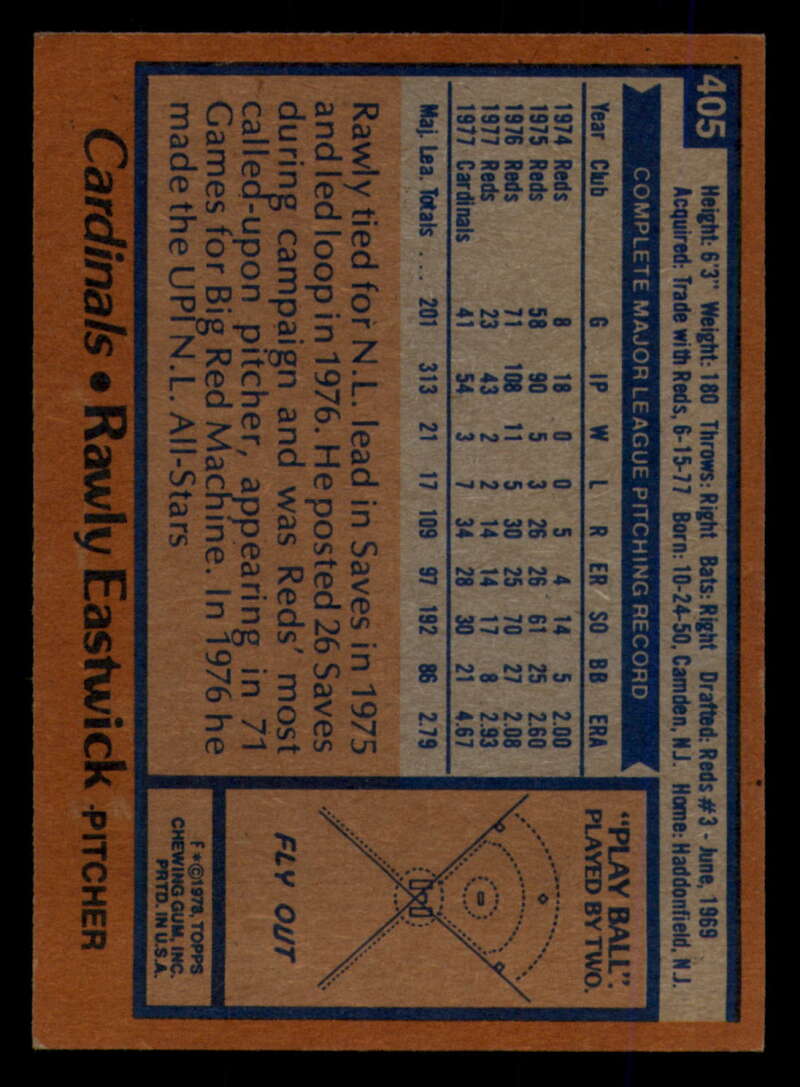 405
Height: 6'3" Weight: 180 Throws: Right Bats: Right Drafted: Reds #3 - June, 1969
Acquired: Trade with Reds, 6-15-77 Born: 10-24-50, Camden, N.J. Home: Haddonfield, N.J.
COMPLETE MAJOR LEAGUE PITCHING RECORD
Year Club G IP W L R ER SO BB ERA
1974 Reds 8 18 0 0 5 4 14 5 2.00
1975 Reds 58 90 5 3 26 26 61 25 2.60
1976 Reds 71 108 11 5 30 25 70 27 2.08
1977 Reds 23 43 2 2 14 14 17 8 2.93
1977 Cardinals 41 54 3 7 34 28 30 21 4.67
Maj. Lea. Totals ... 201 313 21 17 109 97 192 86 2.79
Rawly tied for N.L. lead in Saves in 1975
and led loop in 1976. He posted 26 Saves
during campaign and was Reds' most
called-upon pitcher, appearing in 71
Games for Big Red Machine. In 1976 he
made the UPI N.L. All-Stars
"PLAY BALL".
PLAYED BY TWO.
FLY OUT
F*©1978, TOPPS
CHEWING GUM, INC.
PRTD. IN U.S.A.
Cardinals • Rawly Eastwick • PITCHER